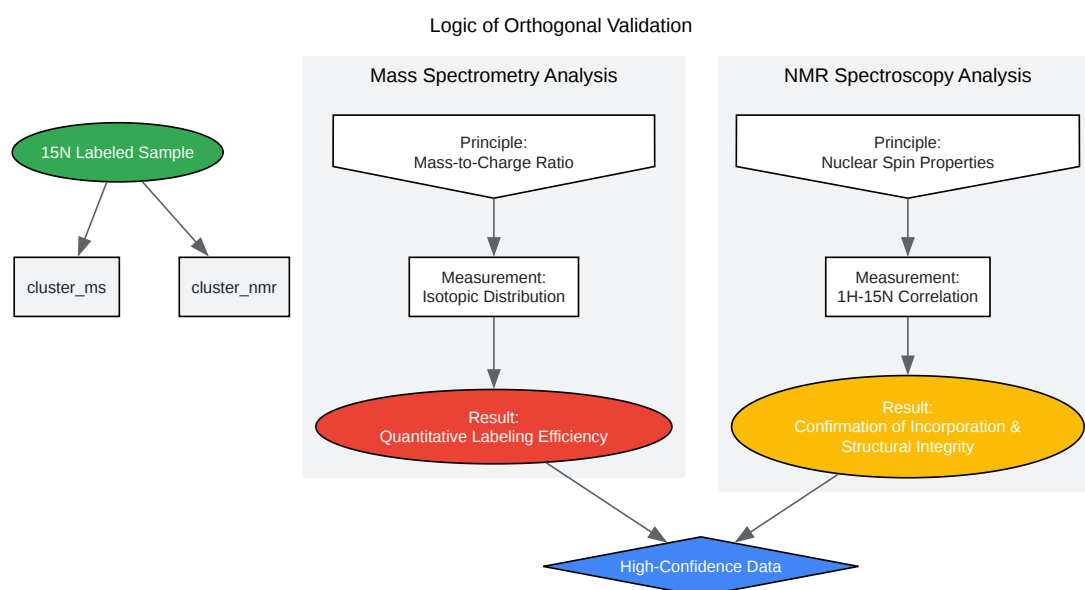 Logic of Orthogonal Validation
Mass Spectrometry Analysis
NMR Spectroscopy Analysis
15N Labeled Sample
cluster_ms
cluster_nmr
Principle:
Mass-to-Charge Ratio
Measurement:
Isotopic Distribution
Result:
Quantitative Labeling Efficiency
Principle:
Nuclear Spin Properties
Measurement:
1H-15N Correlation
Result:
Confirmation of Incorporation &
Structural Integrity
High-Confidence Data